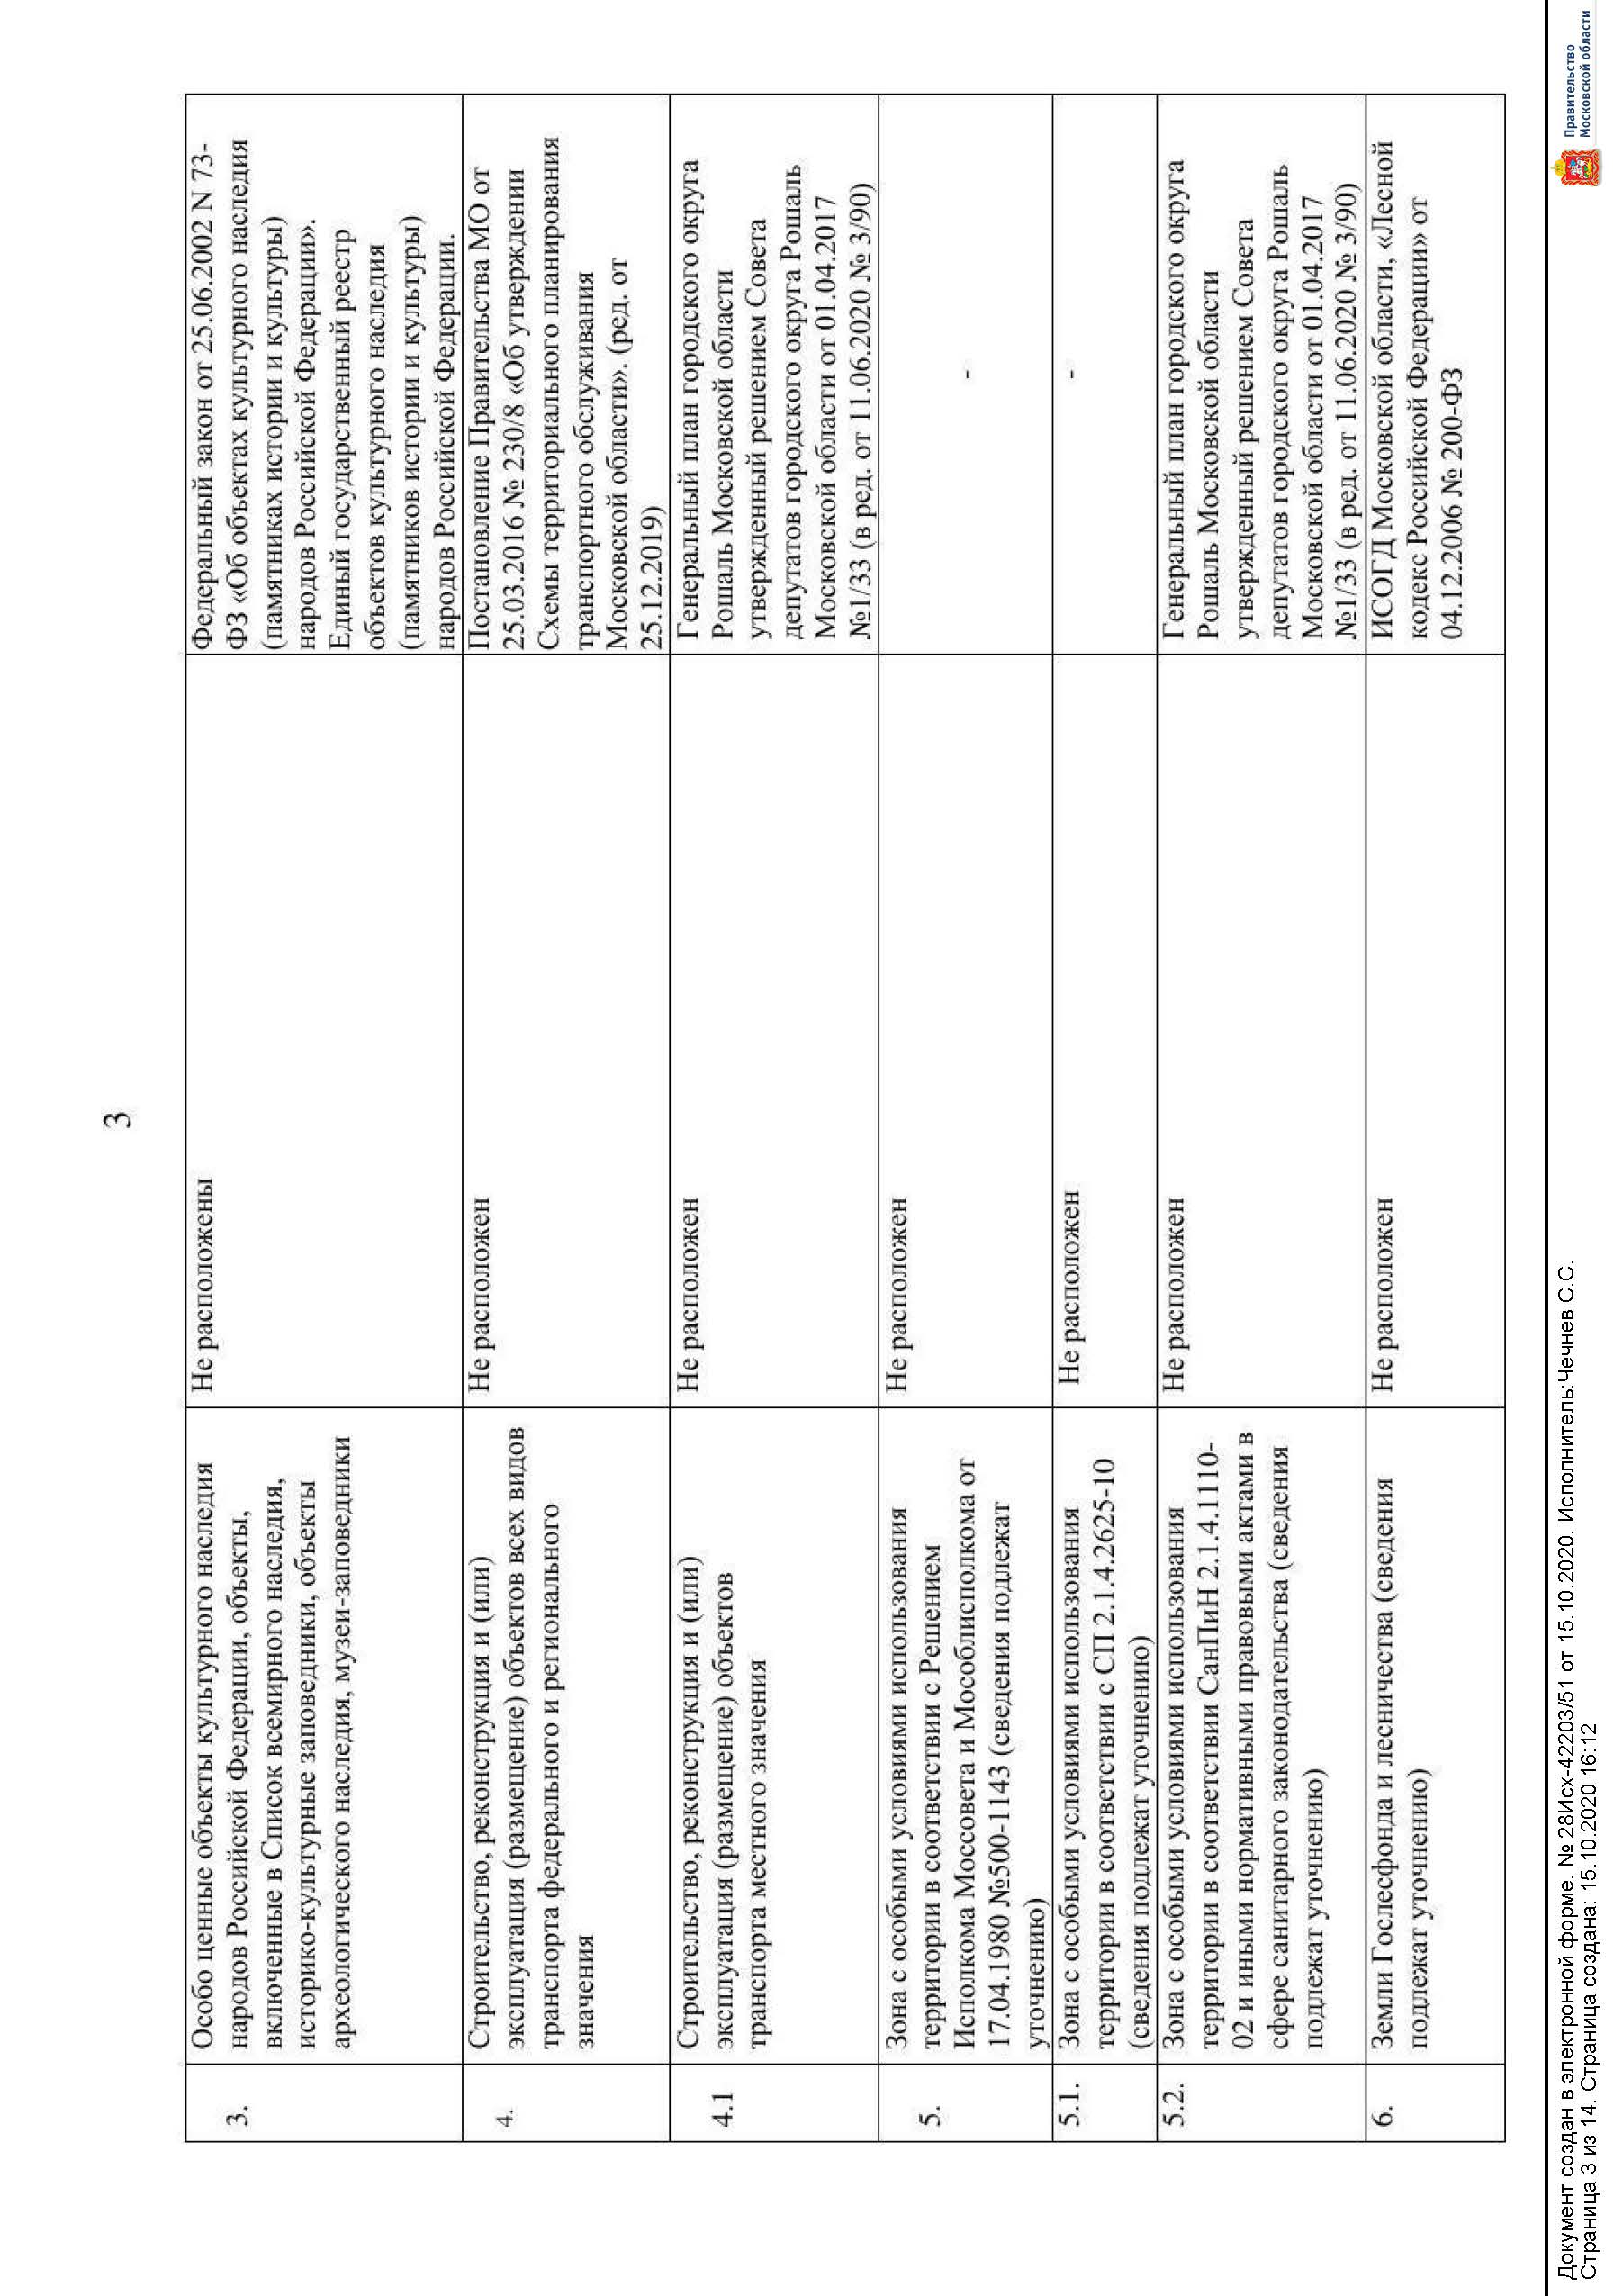 3
3.
Особо ценные объекты культурного наследия
народов Российской Федерации, объекты,
включенные в Список всемирного наследия,
историко-культурные заповедники, объекты
археологического наследия, музеи-заповедники
Не расположены
Федеральный закон от 25.06.2002 N 73-
ФЗ «Об объектах культурного наследия
(памятниках истории и культуры)
народов Российской Федерации».
Единый государственный реестр
объектов культурного наследия
(памятников истории и культуры)
народов Российской Федерации.
4.
Строительство, реконструкция и (или)
эксплуатация (размещение) объектов всех видов
транспорта федерального и регионального
значения
Не расположен
Постановление Правительства МО от
25.03.2016 № 230/8 «Об утверждении
Схемы территориального планирования
транспортного обслуживания
Московской области». (ред. от
25.12.2019)
4.1
Строительство, реконструкция и (или)
эксплуатация (размещение) объектов
транспорта местного значения
Не расположен
Генеральный план городского округа
Рошаль Московской области
утвержденный решением Совета
депутатов городского округа Рошаль
Московской области от 01.04.2017
№1/33 (в ред. от 11.06.2020 № 3/90)
5.
Зона с особыми условиями использования
территории в соответствии с Решением
Исполкома Моссовета и Мособлисполкома от
17.04.1980 №500-1143 (сведения подлежат
уточнению)
Не расположен
-
5.1.
Зона с особыми условиями использования
территории в соответствии с СП 2.1.4.2625-10
(сведения подлежат уточнению)
Не расположен
-
5.2.
Зона с особыми условиями использования
территории в соответствии СанПиН 2.1.4.1110-
02 и иными нормативными правовыми актами в
сфере санитарного законодательства (сведения
подлежат уточнению)
Не расположен
Генеральный план городского округа
Рошаль Московской области
утвержденный решением Совета
депутатов городского округа Рошаль
Московской области от 01.04.2017
№1/33 (в ред. от 11.06.2020 № 3/90)
6.
Земли Гослесфонда и лесничества (сведения
подлежат уточнению)
Не расположен
ИСОГД Московской области, «Лесной
кодекс Российской Федерации» от
04.12.2006 № 200-ФЗ
Документ создан в электронной форме. № 28Исх-42203/51 от 15.10.2020. Исполнитель:Чечнев С.С.
Страница 3 из 14. Страница создана: 15.10.2020 16:12
Правительство
Московской области